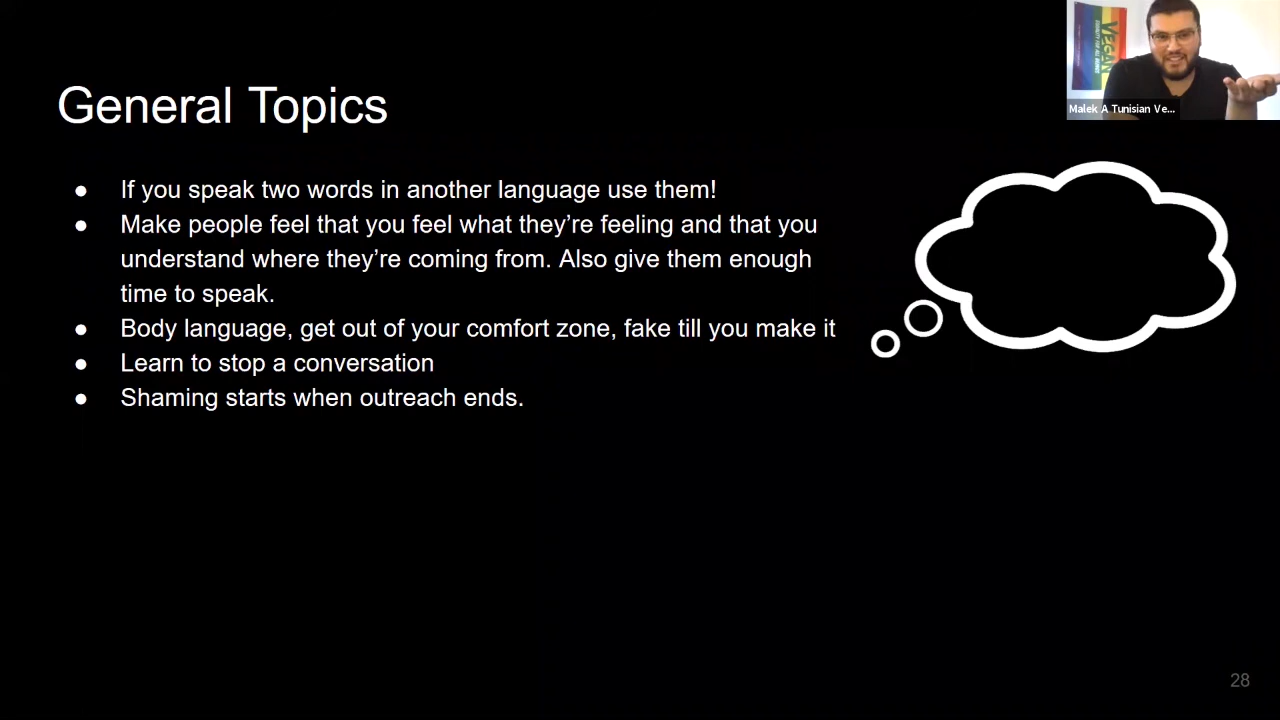 General Topics
● If you speak two words in another language use them!
● Make people feel that you feel what they’re feeling and that you
understand where they’re coming from. Also give them enough
time to speak.
● Body language, get out of your comfort zone, fake till you make it
● Learn to stop a conversation
● Shaming starts when outreach ends.
VEGAN
Malek A Tunisian Ve...
28